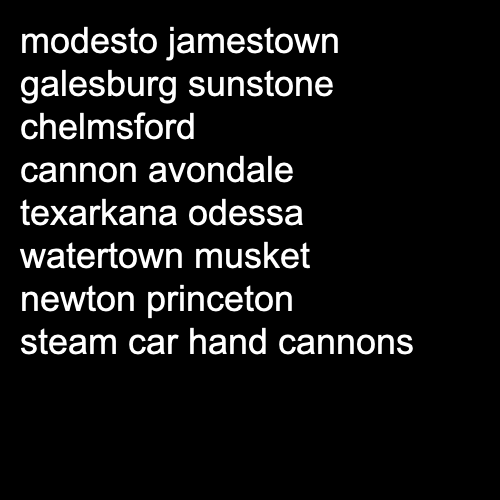 modesto jamestown
galesburg sunstone
chelmsford
cannon avondale
texarkana odessa
watertown musket
newton princeton
steam car hand cannons